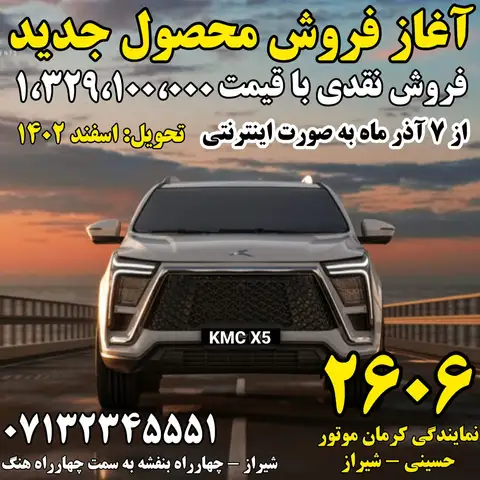 آغاز فروش محصول جدید
فروش نقدی با قیمت ۱،۳۲۹،۱۰۰،۰۰۰
از ۷ آذر ماه به صورت اینترنتی تحویل: اسفند ۱۴۰۲
KMC X5
۲۶۰۶
نمایندگی کرمان موتور
حسینی – شیراز
۰۷۱۳۲۳۴۵۵۵۱
شیراز – چهارراه بنفشه به سمت چهارراه هنگ